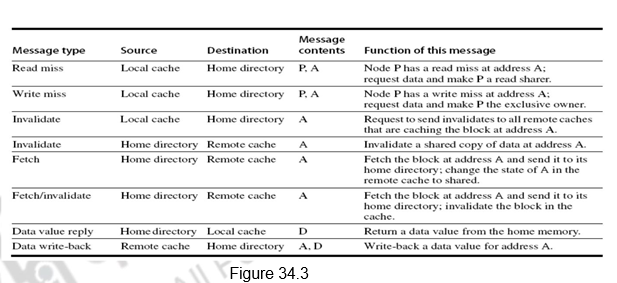 Message type Source Destination Message contents Function of this message
Read miss Local cache Home directory P, A Node P has a read miss at address A;
request data and make P a read sharer.
Write miss Local cache Home directory P, A Node P has a write miss at address A;
request data and make P the exclusive owner.
Invalidate Local cache Home directory A Request to send invalidates to all remote caches
that are caching the block at address A.
Invalidate Home directory Remote cache A Invalidate a shared copy of data at address A.
Fetch Home directory Remote cache A Fetch the block at address A and send it to its
home directory; change the state of A in the
remote cache to shared.
Fetch/invalidate Home directory Remote cache A Fetch the block at address A and send it to its
home directory; invalidate the block in the
cache.
Data value reply Home directory Local cache D Return a data value from the home memory.
Data write-back Remote cache Home directory A, D Write-back a data value for address A.
Figure 34.3